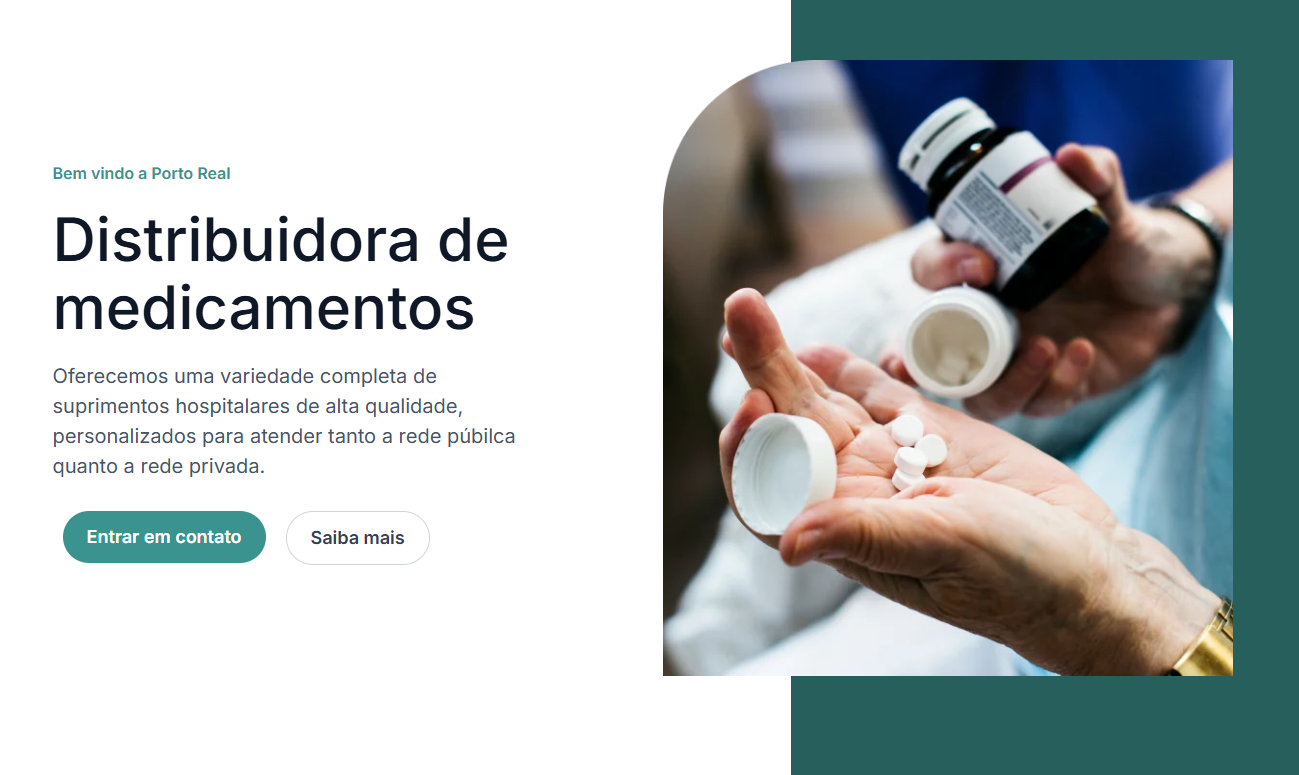 Bem vindo a Porto Real
Distribuidora de
medicamentos
Oferecemos uma variedade completa de
suprimentos hospitalares de alta qualidade,
personalizados para atender tanto a rede púbilca
quanto a rede privada.
Entrar em contato
Saiba mais